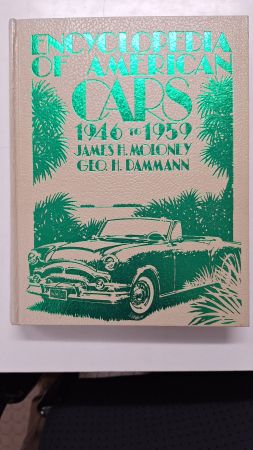 ENCYCLOPEDIA
OF AMERICAN
CARS
1946 TO 1959
JAMES H. MOLONEY
GEO. H. DAMMANN